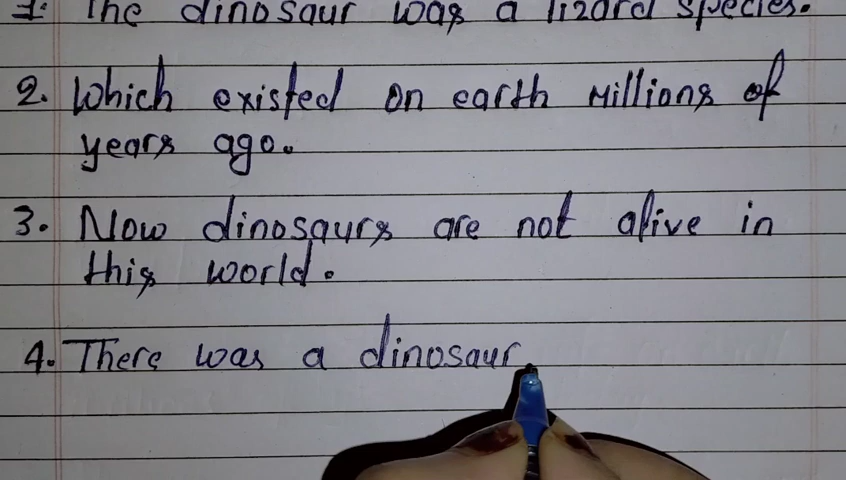 1. The dinosaur was a lizard species.
2. Which existed on earth Millions of
years ago.
3. Now dinosaurs are not alive in
this world.
4. There was a dinosaur